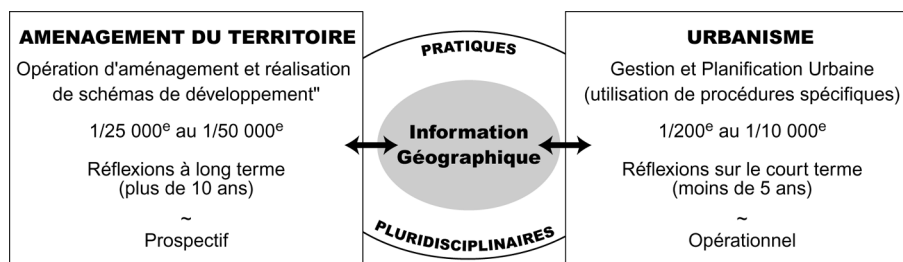 AMENAGEMENT DU TERRITOIRE
Opération d'aménagement et réalisation
de schémas de développement"
1/25 000e au 1/50 000e
Réflexions à long terme
(plus de 10 ans)
~
Prospectif
PRATIQUES
Information
Géographique
PLURIDISCIPLINAIRES
URBANISME
Gestion et Planification Urbaine
(utilisation de procédures spécifiques)
1/200e au 1/10 000e
Réflexions sur le court terme
(moins de 5 ans)
~
Opérationnel